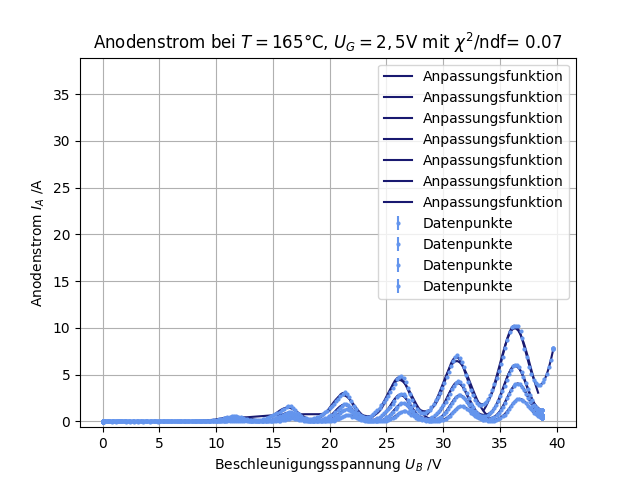 Anodenstrom bei T = 165°C, U_G = 2, 5V mit χ²/ndf= 0.07
Anpassungsfunktion
Anpassungsfunktion
Anpassungsfunktion
Anpassungsfunktion
Anpassungsfunktion
Anpassungsfunktion
Anpassungsfunktion
Datenpunkte
Datenpunkte
Datenpunkte
Datenpunkte
Anodenstrom I_A /A
35
30
25
20
15
10
5
0
0 5 10 15 20 25 30 35 40
Beschleunigungsspannung U_B /V